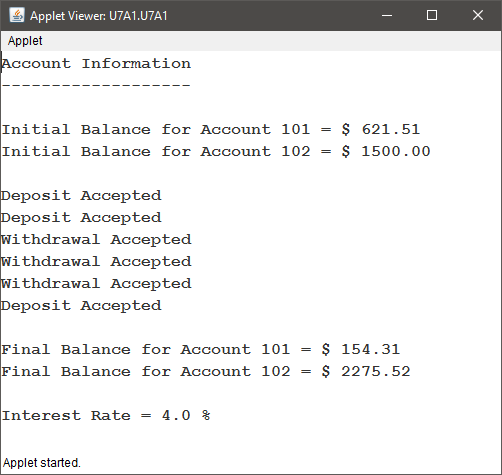 Applet Viewer: U7A1.U7A1
Applet
Account Information
-------------------
Initial Balance for Account 101 = $ 621.51
Initial Balance for Account 102 = $ 1500.00
Deposit Accepted
Deposit Accepted
Withdrawal Accepted
Withdrawal Accepted
Withdrawal Accepted
Deposit Accepted
Final Balance for Account 101 = $ 154.31
Final Balance for Account 102 = $ 2275.52
Interest Rate = 4.0 %
Applet started.